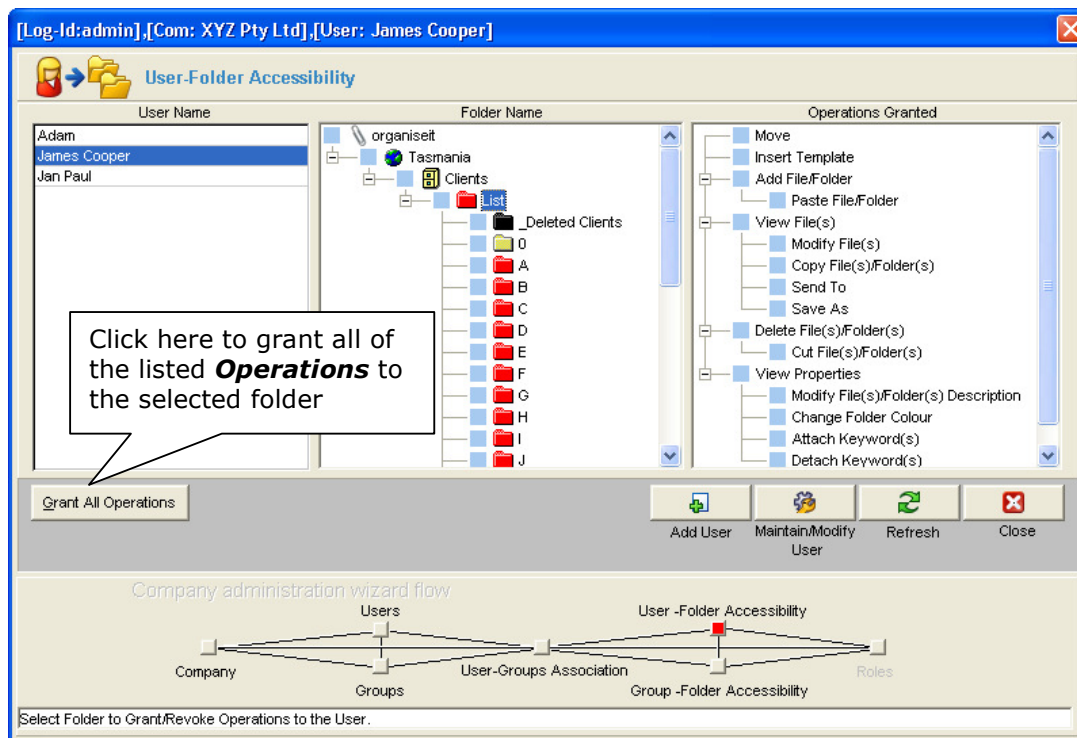 [Log-Id:admin],[Com: XYZ Pty Ltd],[User: James Cooper]
User-Folder Accessibility
User Name
Adam
James Cooper
Jan Paul
Folder Name
organiseit
Tasmania
Clients
List
_Deleted Clients
0
A
B
C
D
E
F
G
H
I
J
Operations Granted
Move
Insert Template
Add File/Folder
Paste File/Folder
View File(s)
Modify File(s)
Copy File(s)/Folder(s)
Send To
Save As
Delete File(s)/Folder(s)
Cut File(s)/Folder(s)
View Properties
Modify File(s)/Folder(s) Description
Change Folder Colour
Attach Keyword(s)
Detach Keyword(s)
Click here to grant all of
the listed Operations to
the selected folder
Grant All Operations
Add User
Maintain/Modify
User
Refresh
Close
Company administration wizard flow
Users
User -Folder Accessibility
Company
User-Groups Association
Roles
Groups
Group -Folder Accessibility
Select Folder to Grant/Revoke Operations to the User.